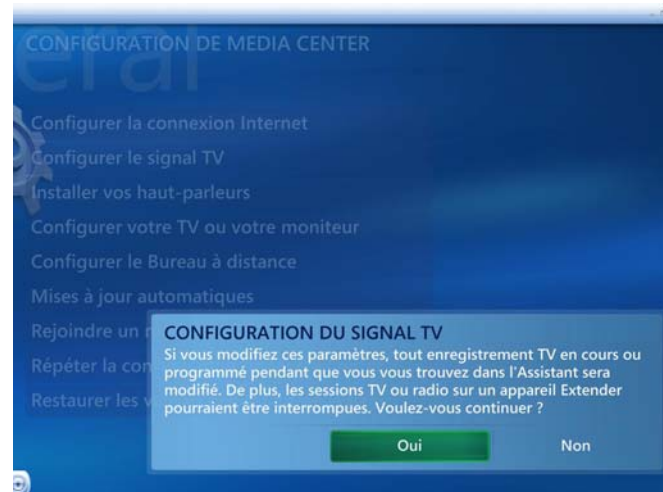 eral
CONFIGURATION DE MEDIA CENTER
Configurer la connexion Internet
Configurer le signal TV
Installer vos haut-parleurs
Configurer votre TV ou votre moniteur
Configurer le Bureau à distance
Mises à jour automatiques
Rejoindre un
Répéter la con
Restaurer les
CONFIGURATION DU SIGNAL TV
Si vous modifiez ces paramètres, tout enregistrement TV en cours ou
programmé pendant que vous vous trouvez dans l'Assistant sera
modifié. De plus, les sessions TV ou radio sur un appareil Extender
pourraient être interrompues. Voulez-vous continuer ?
Oui
Non